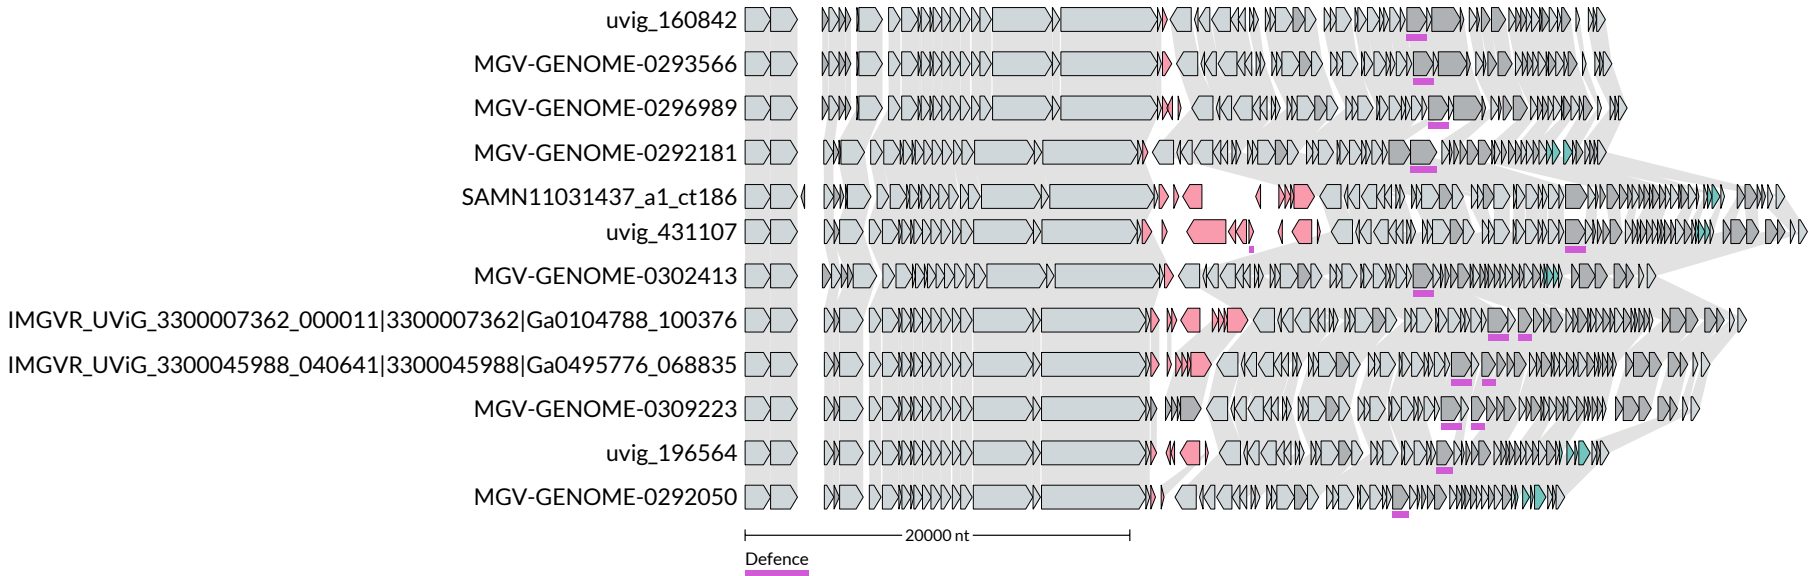 uvig_160842
MGV-GENOME-0293566
MGV-GENOME-0296989
MGV-GENOME-0292181
SAMN11031437_a1_ct186
uvig_431107
MGV-GENOME-0302413
IMGVR_UViG_3300007362_000011|3300007362|Ga0104788_100376
IMGVR_UViG_3300045988_040641|3300045988|Ga0495776_068835
MGV-GENOME-0309223
uvig_196564
MGV-GENOME-0292050
20000 nt
Defence